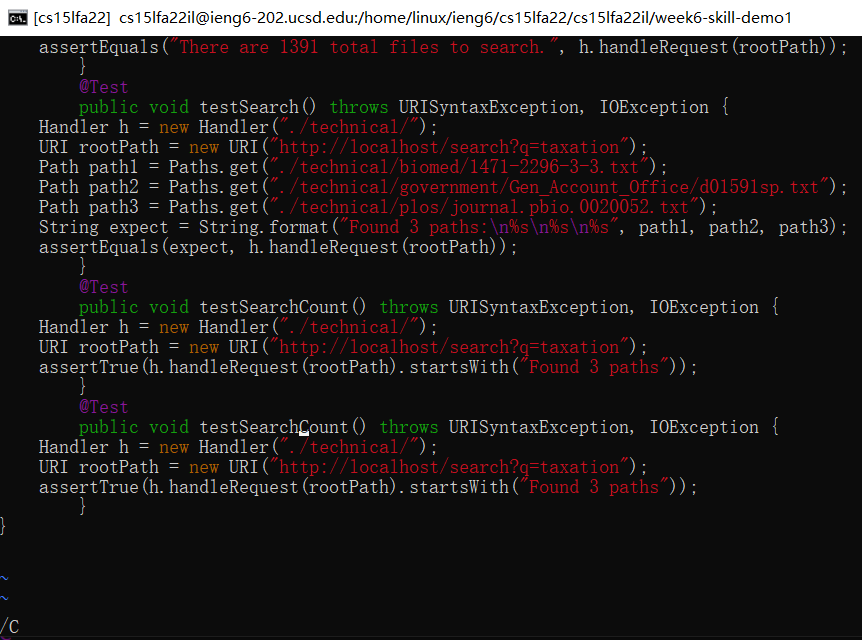 [cs15lfa22] cs15lfa22il@ieng6-202.ucsd.edu:/home/linux/ieng6/cs15lfa22/cs15lfa22il/week6-skill-demo1
assertEquals("There are 1391 total files to search.", h.handleRequest(rootPath));
}
@Test
public void testSearch() throws URISyntaxException, IOException {
Handler h = new Handler("./technical/");
URI rootPath = new URI("http://localhost/search?q=taxation");
Path path1 = Paths.get("./technical/biomed/1471-2296-3-3.txt");
Path path2 = Paths.get("./technical/government/Gen_Account_Office/d01591sp.txt");
Path path3 = Paths.get("./technical/plos/journal.pbio.0020052.txt");
String expect = String.format("Found 3 paths:\n%s\n%s\n%s", path1, path2, path3);
assertEquals(expect, h.handleRequest(rootPath));
}
@Test
public void testSearchCount() throws URISyntaxException, IOException {
Handler h = new Handler("./technical/");
URI rootPath = new URI("http://localhost/search?q=taxation");
assertTrue(h.handleRequest(rootPath).startsWith("Found 3 paths"));
}
@Test
public void testSearchCount() throws URISyntaxException, IOException {
Handler h = new Handler("./technical/");
URI rootPath = new URI("http://localhost/search?q=taxation");
assertTrue(h.handleRequest(rootPath).startsWith("Found 3 paths"));
}
}
~
~
/C